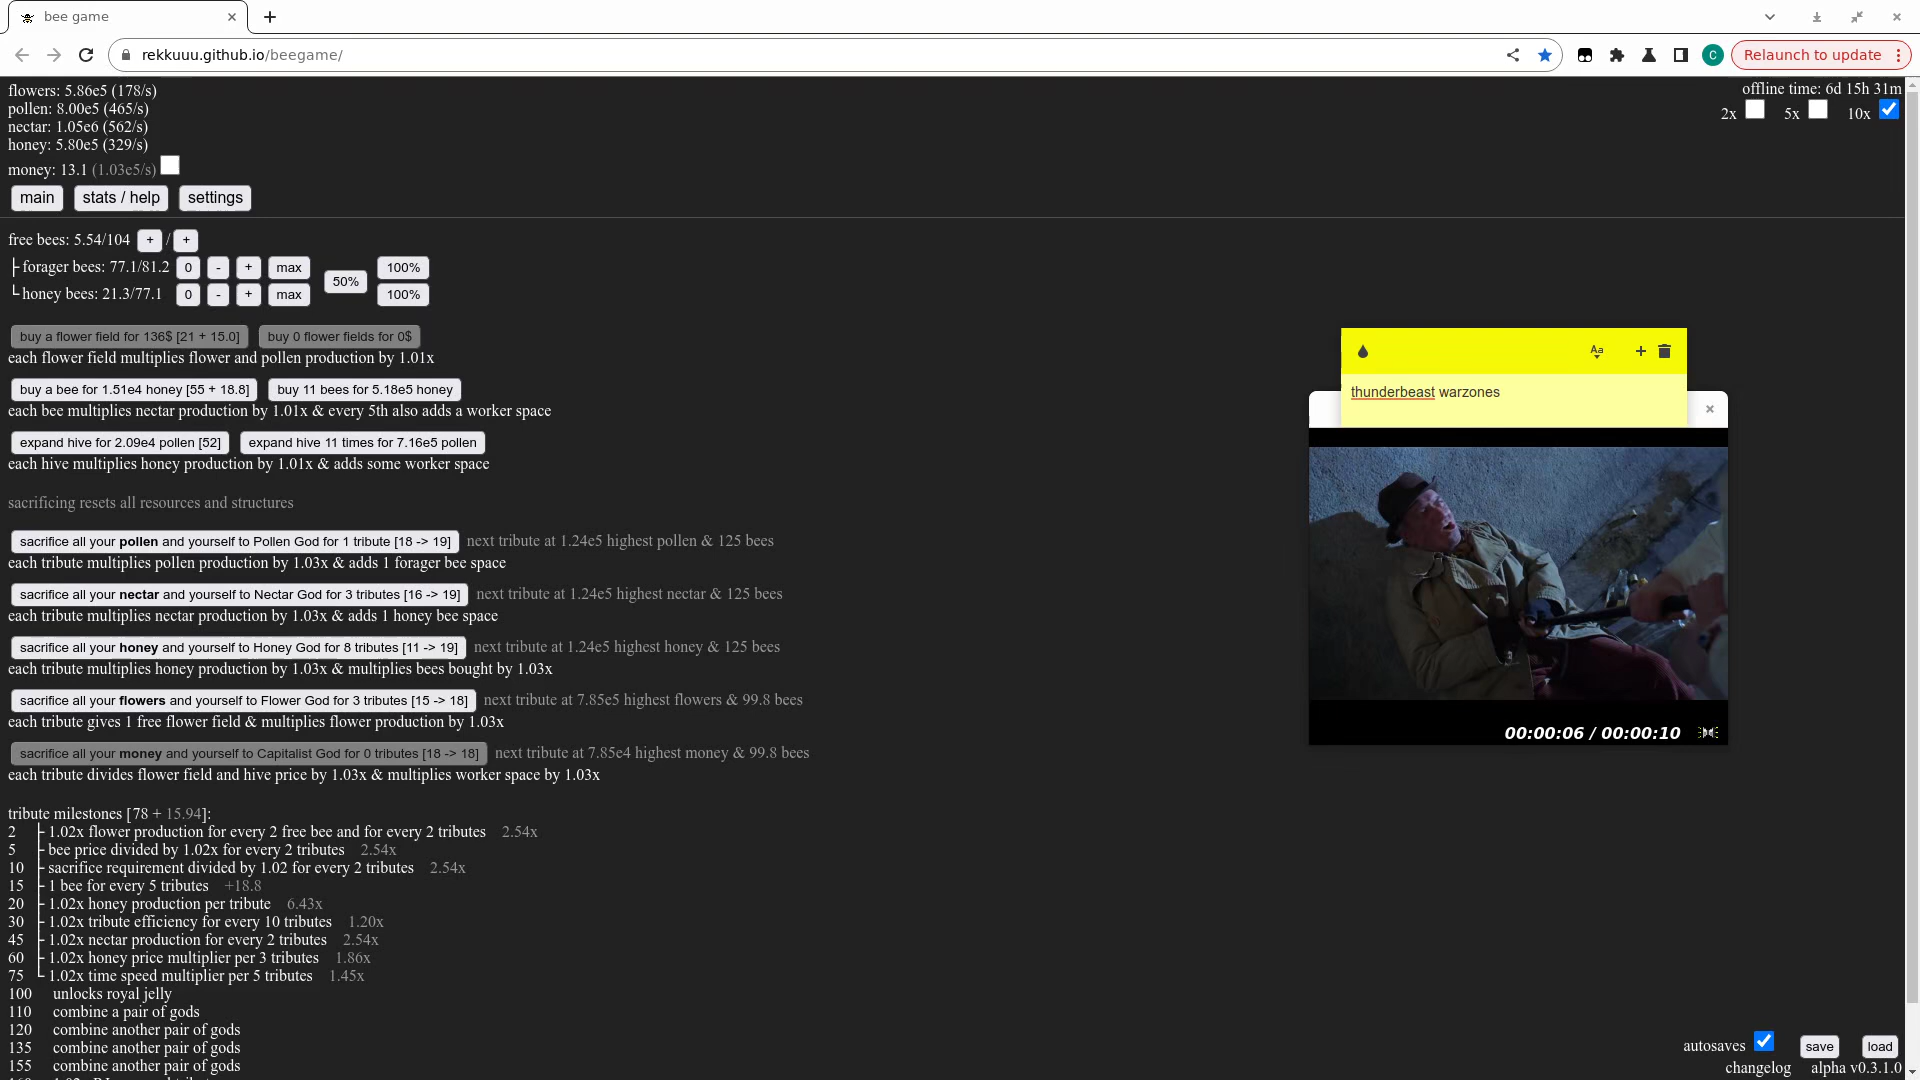 bee game
rekkuuu.github.io/beegame/
C
Relaunch to update
flowers: 5.86e5 (178/s)
pollen: 8.00e5 (465/s)
nectar: 1.05e6 (562/s)
honey: 5.80e5 (329/s)
money: 13.1 (1.03e5/s)
offline time: 6d 15h 31m
2x 5x 10x
main stats / help settings
free bees: 5.54/104 + / +
forager bees: 77.1/81.2 0 - + max 100%
50%
honey bees: 21.3/77.1 0 - + max 100%
buy a flower field for 136$ [21 + 15.0] buy 0 flower fields for 0$
each flower field multiplies flower and pollen production by 1.01x
buy a bee for 1.51e4 honey [55 + 18.8] buy 11 bees for 5.18e5 honey
each bee multiplies nectar production by 1.01x & every 5th also adds a worker space
expand hive for 2.09e4 pollen [52] expand hive 11 times for 7.16e5 pollen
each hive multiplies honey production by 1.01x & adds some worker space
sacrificing resets all resources and structures
sacrifice all your pollen and yourself to Pollen God for 1 tribute [18 -> 19] next tribute at 1.24e5 highest pollen & 125 bees
each tribute multiplies pollen production by 1.03x & adds 1 forager bee space
sacrifice all your nectar and yourself to Nectar God for 3 tributes [16 -> 19] next tribute at 1.24e5 highest nectar & 125 bees
each tribute multiplies nectar production by 1.03x & adds 1 honey bee space
sacrifice all your honey and yourself to Honey God for 8 tributes [11 -> 19] next tribute at 1.24e5 highest honey & 125 bees
each tribute multiplies honey production by 1.03x & multiplies bees bought by 1.03x
sacrifice all your flowers and yourself to Flower God for 3 tributes [15 -> 18] next tribute at 7.85e5 highest flowers & 99.8 bees
each tribute gives 1 free flower field & multiplies flower production by 1.03x
sacrifice all your money and yourself to Capitalist God for 0 tributes [18 -> 18] next tribute at 7.85e4 highest money & 99.8 bees
each tribute divides flower field and hive price by 1.03x & multiplies worker space by 1.03x
tribute milestones [78 + 15.94]:
2 1.02x flower production for every 2 free bee and for every 2 tributes 2.54x
5 bee price divided by 1.02x for every 2 tributes 2.54x
10 sacrifice requirement divided by 1.02 for every 2 tributes 2.54x
15 1 bee for every 5 tributes +18.8
20 1.02x honey production per tribute 6.43x
30 1.02x tribute efficiency for every 10 tributes 1.20x
45 1.02x nectar production for every 2 tributes 2.54x
60 1.02x honey price multiplier per 3 tributes 1.86x
75 1.02x time speed multiplier per 5 tributes 1.45x
100 unlocks royal jelly
110 combine a pair of gods
120 combine another pair of gods
135 combine another pair of gods
155 combine another pair of gods
Aa
thunderbeast warzones
00:00:06 / 00:00:10
autosaves save load
changelog alpha v0.3.1.0